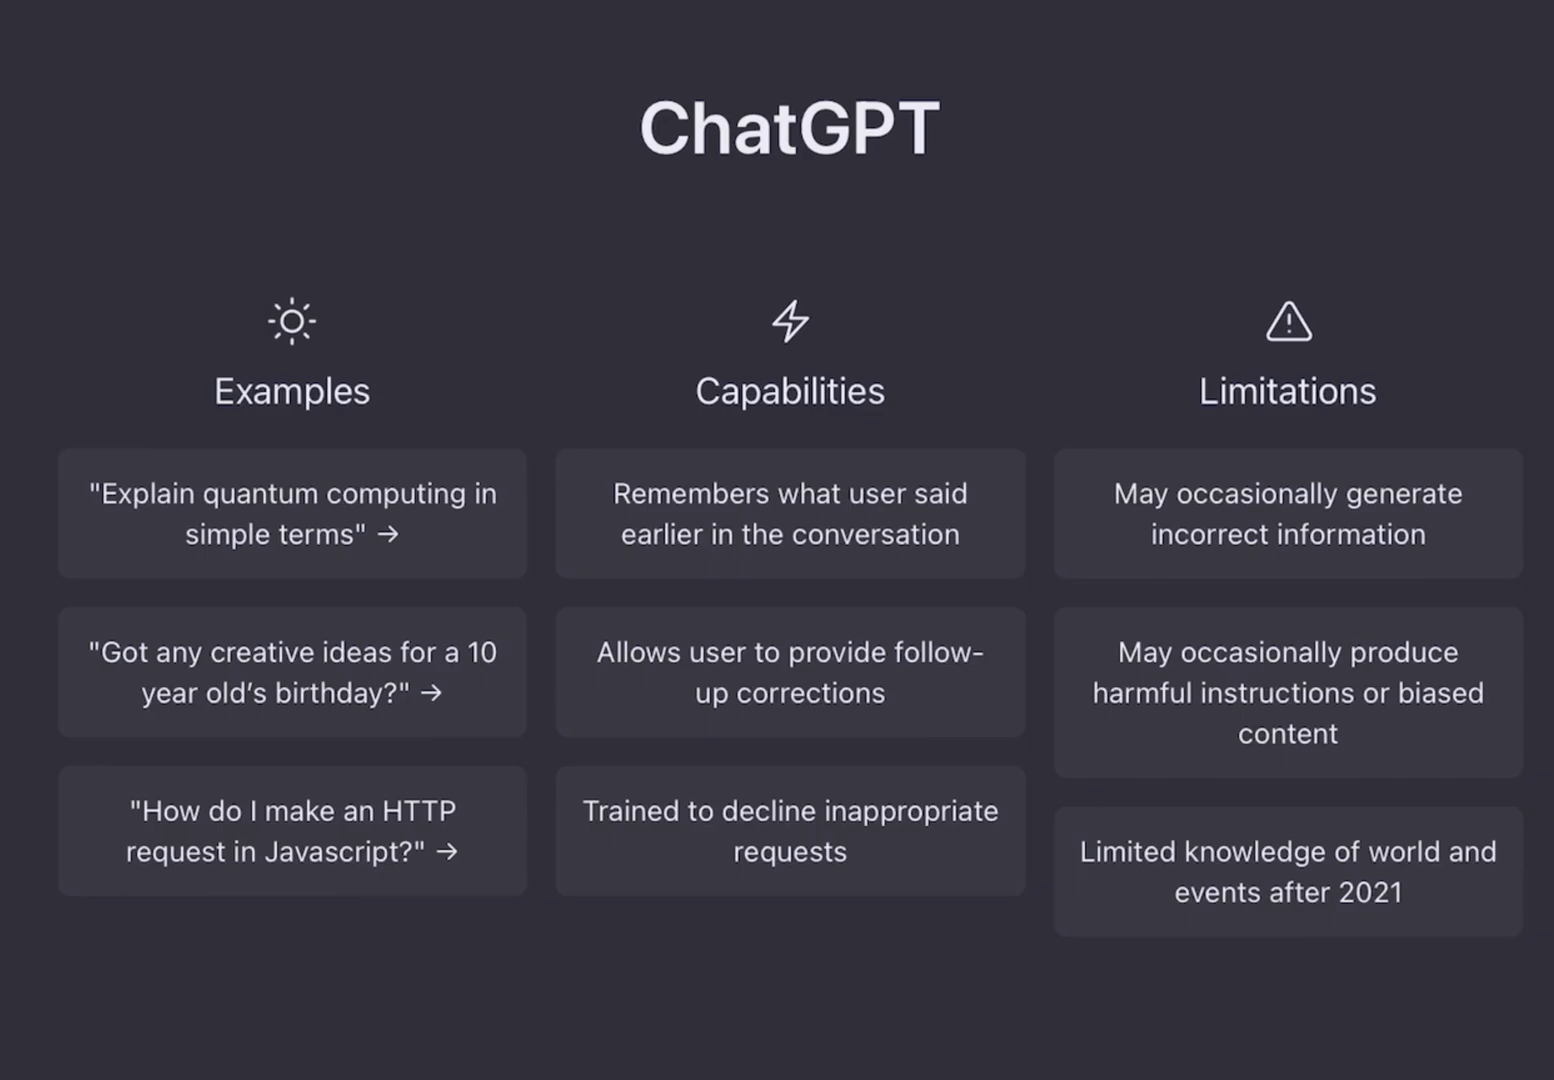 ChatGPT
Examples
"Explain quantum computing in
simple terms" →
"Got any creative ideas for a 10
year old’s birthday?" →
"How do I make an HTTP
request in Javascript?" →
Capabilities
Remembers what user said
earlier in the conversation
Allows user to provide follow-
up corrections
Trained to decline inappropriate
requests
Limitations
May occasionally generate
incorrect information
May occasionally produce
harmful instructions or biased
content
Limited knowledge of world and
events after 2021